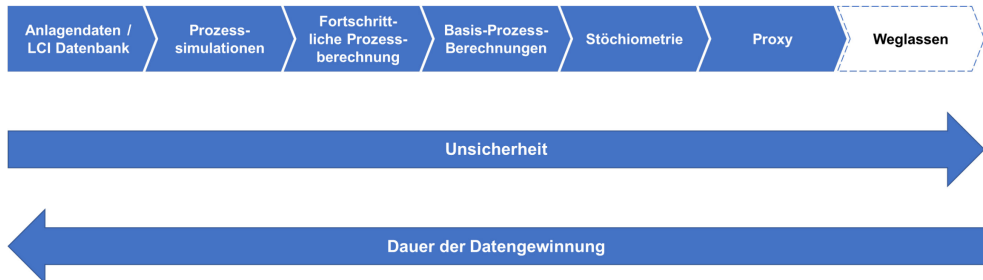 Anlagendaten /
LCI Datenbank
Prozess-
simulationen
Fortschritt-
liche Prozess-
berechnung
Basis-Prozess-
Berechnungen
Stöchiometrie
Proxy
Weglassen
Unsicherheit
Dauer der Datengewinnung